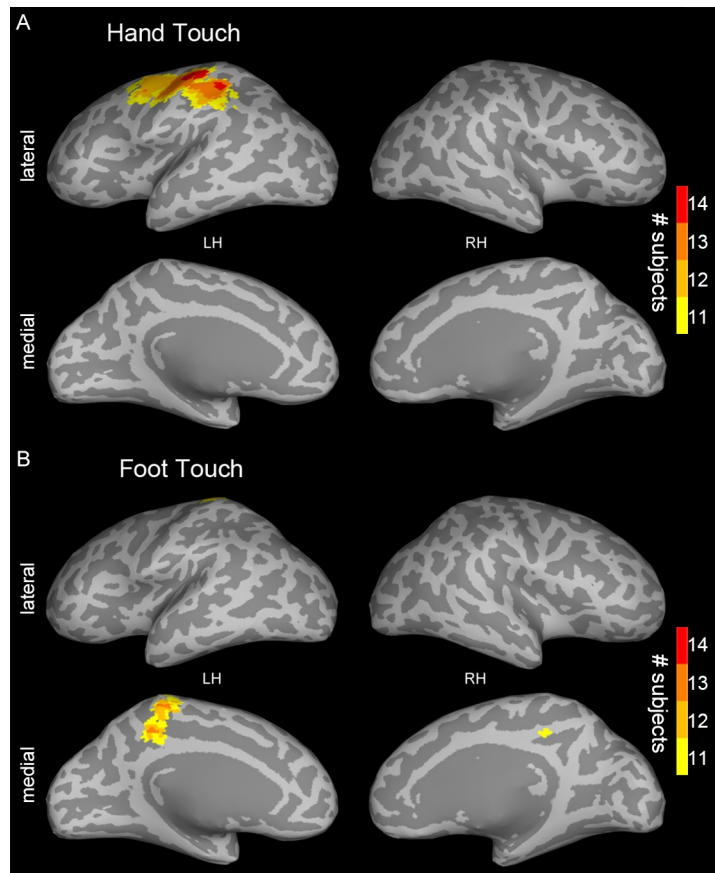 A
Hand Touch
lateral
LH
RH
medial
14
13
12
11
# subjects
B
Foot Touch
lateral
LH
RH
medial
14
13
12
11
# subjects